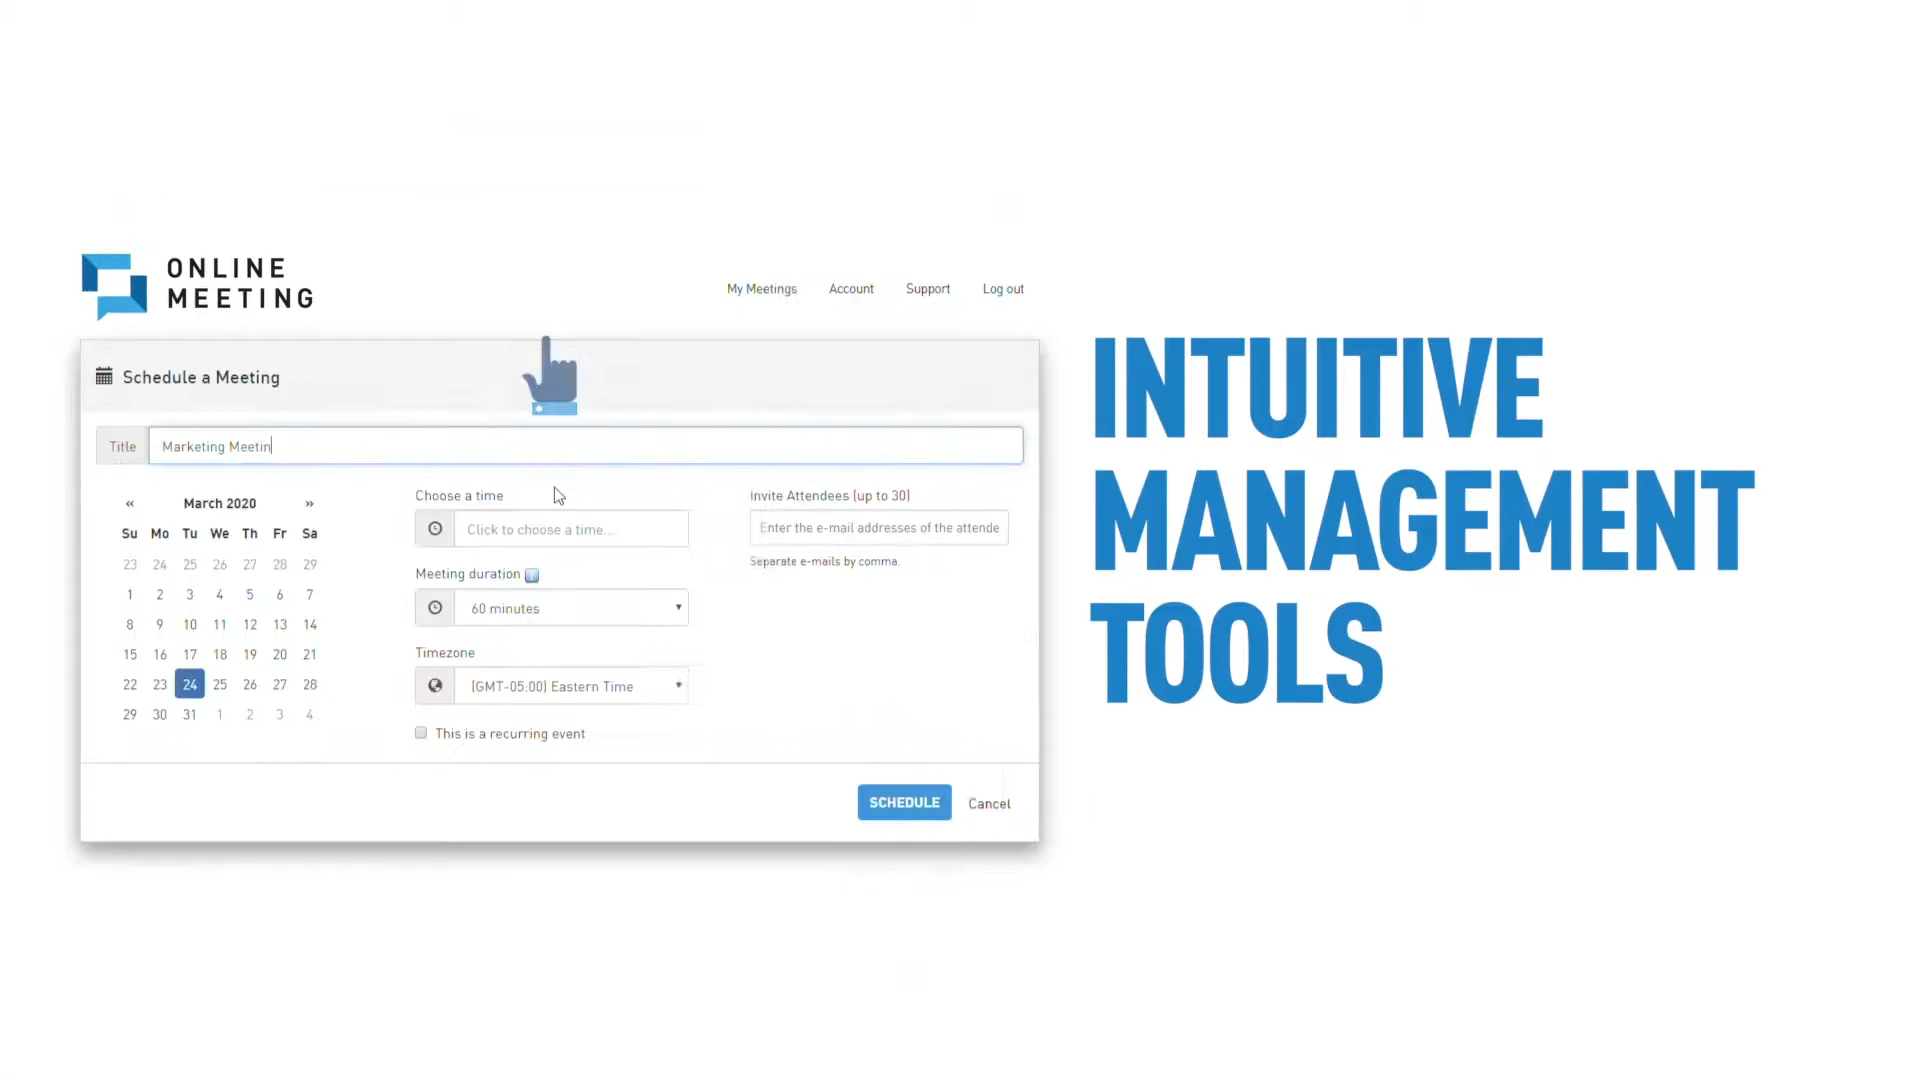 ONLINE
MEETING
My Meetings Account Support Log out
Schedule a Meeting
Title Marketing Meetin
« March 2020 »
Su Mo Tu We Th Fr Sa
23 24 25 26 27 28 29
1 2 3 4 5 6 7
8 9 10 11 12 13 14
15 16 17 18 19 20 21
22 23 24 25 26 27 28
29 30 31 1 2 3 4
Choose a time
Click to choose a time...
Meeting duration
60 minutes
Timezone
(GMT-05:00) Eastern Time
This is a recurring event
Invite Attendees (up to 30)
Enter the e-mail addresses of the attende
Separate e-mails by comma.
SCHEDULE Cancel
INTUITIVE
MANAGEMENT
TOOLS